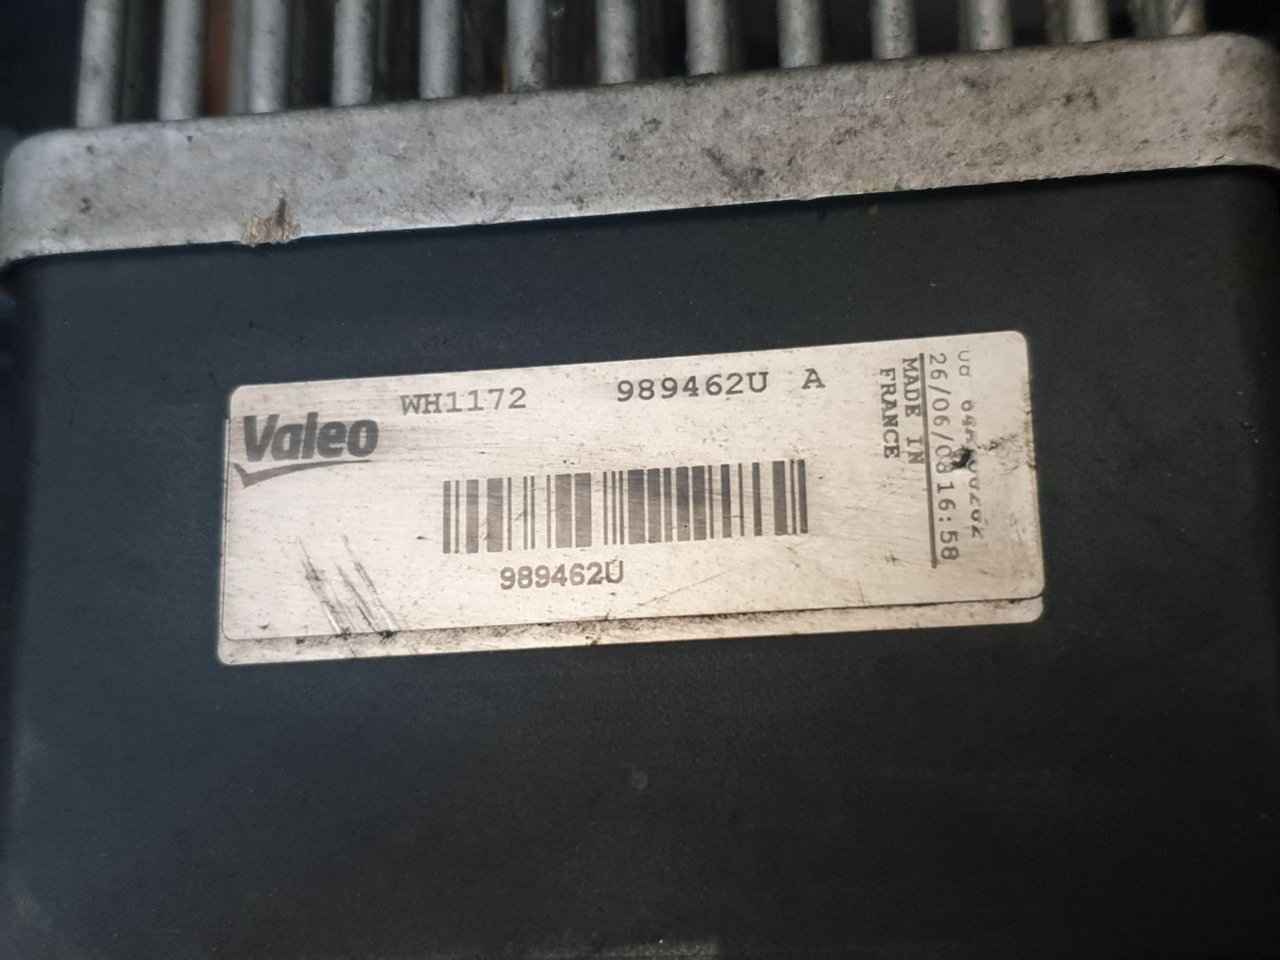 WH1172 989462U A
Valeo
989462U
MADE IN
FRANCE
26/06/08 16:58